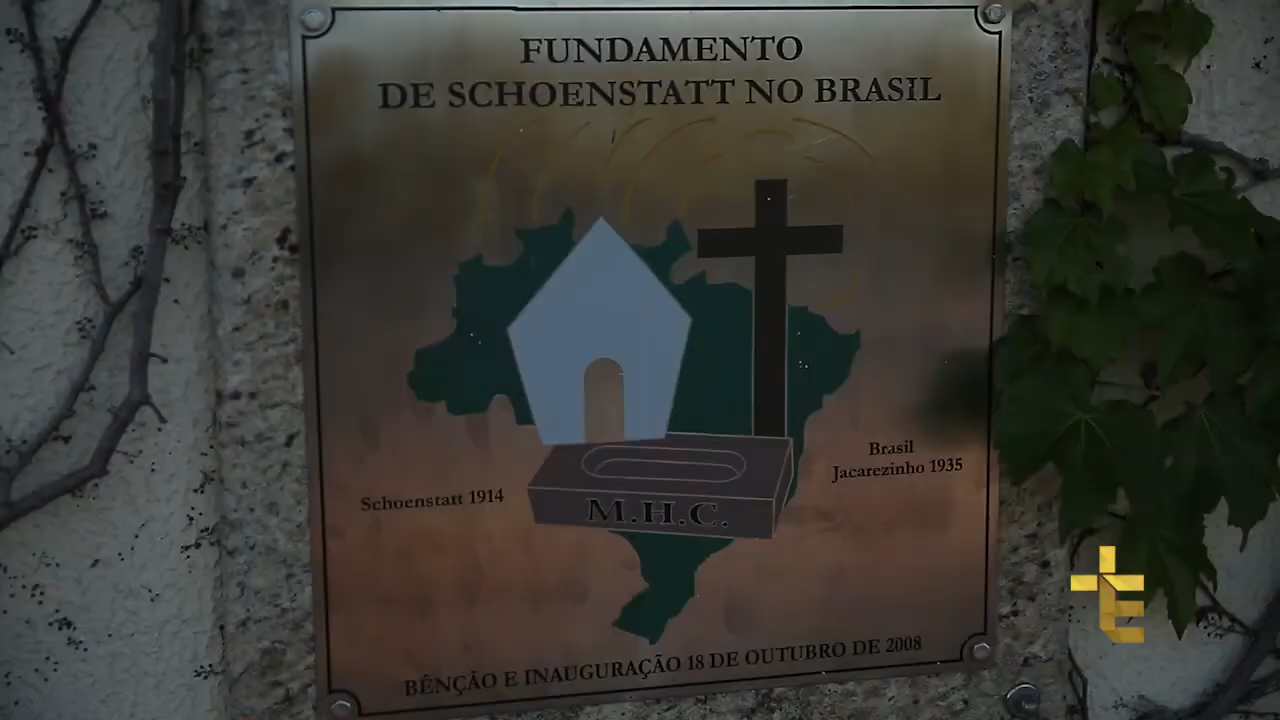 FUNDAMENTO
DE SCHOENSTATT NO BRASIL
Brasil
Jacarezinho 1935
Schoenstatt 1914
M.H.C.
BÊNÇÃO E INAUGURAÇÃO 18 DE OUTUBRO DE 2008